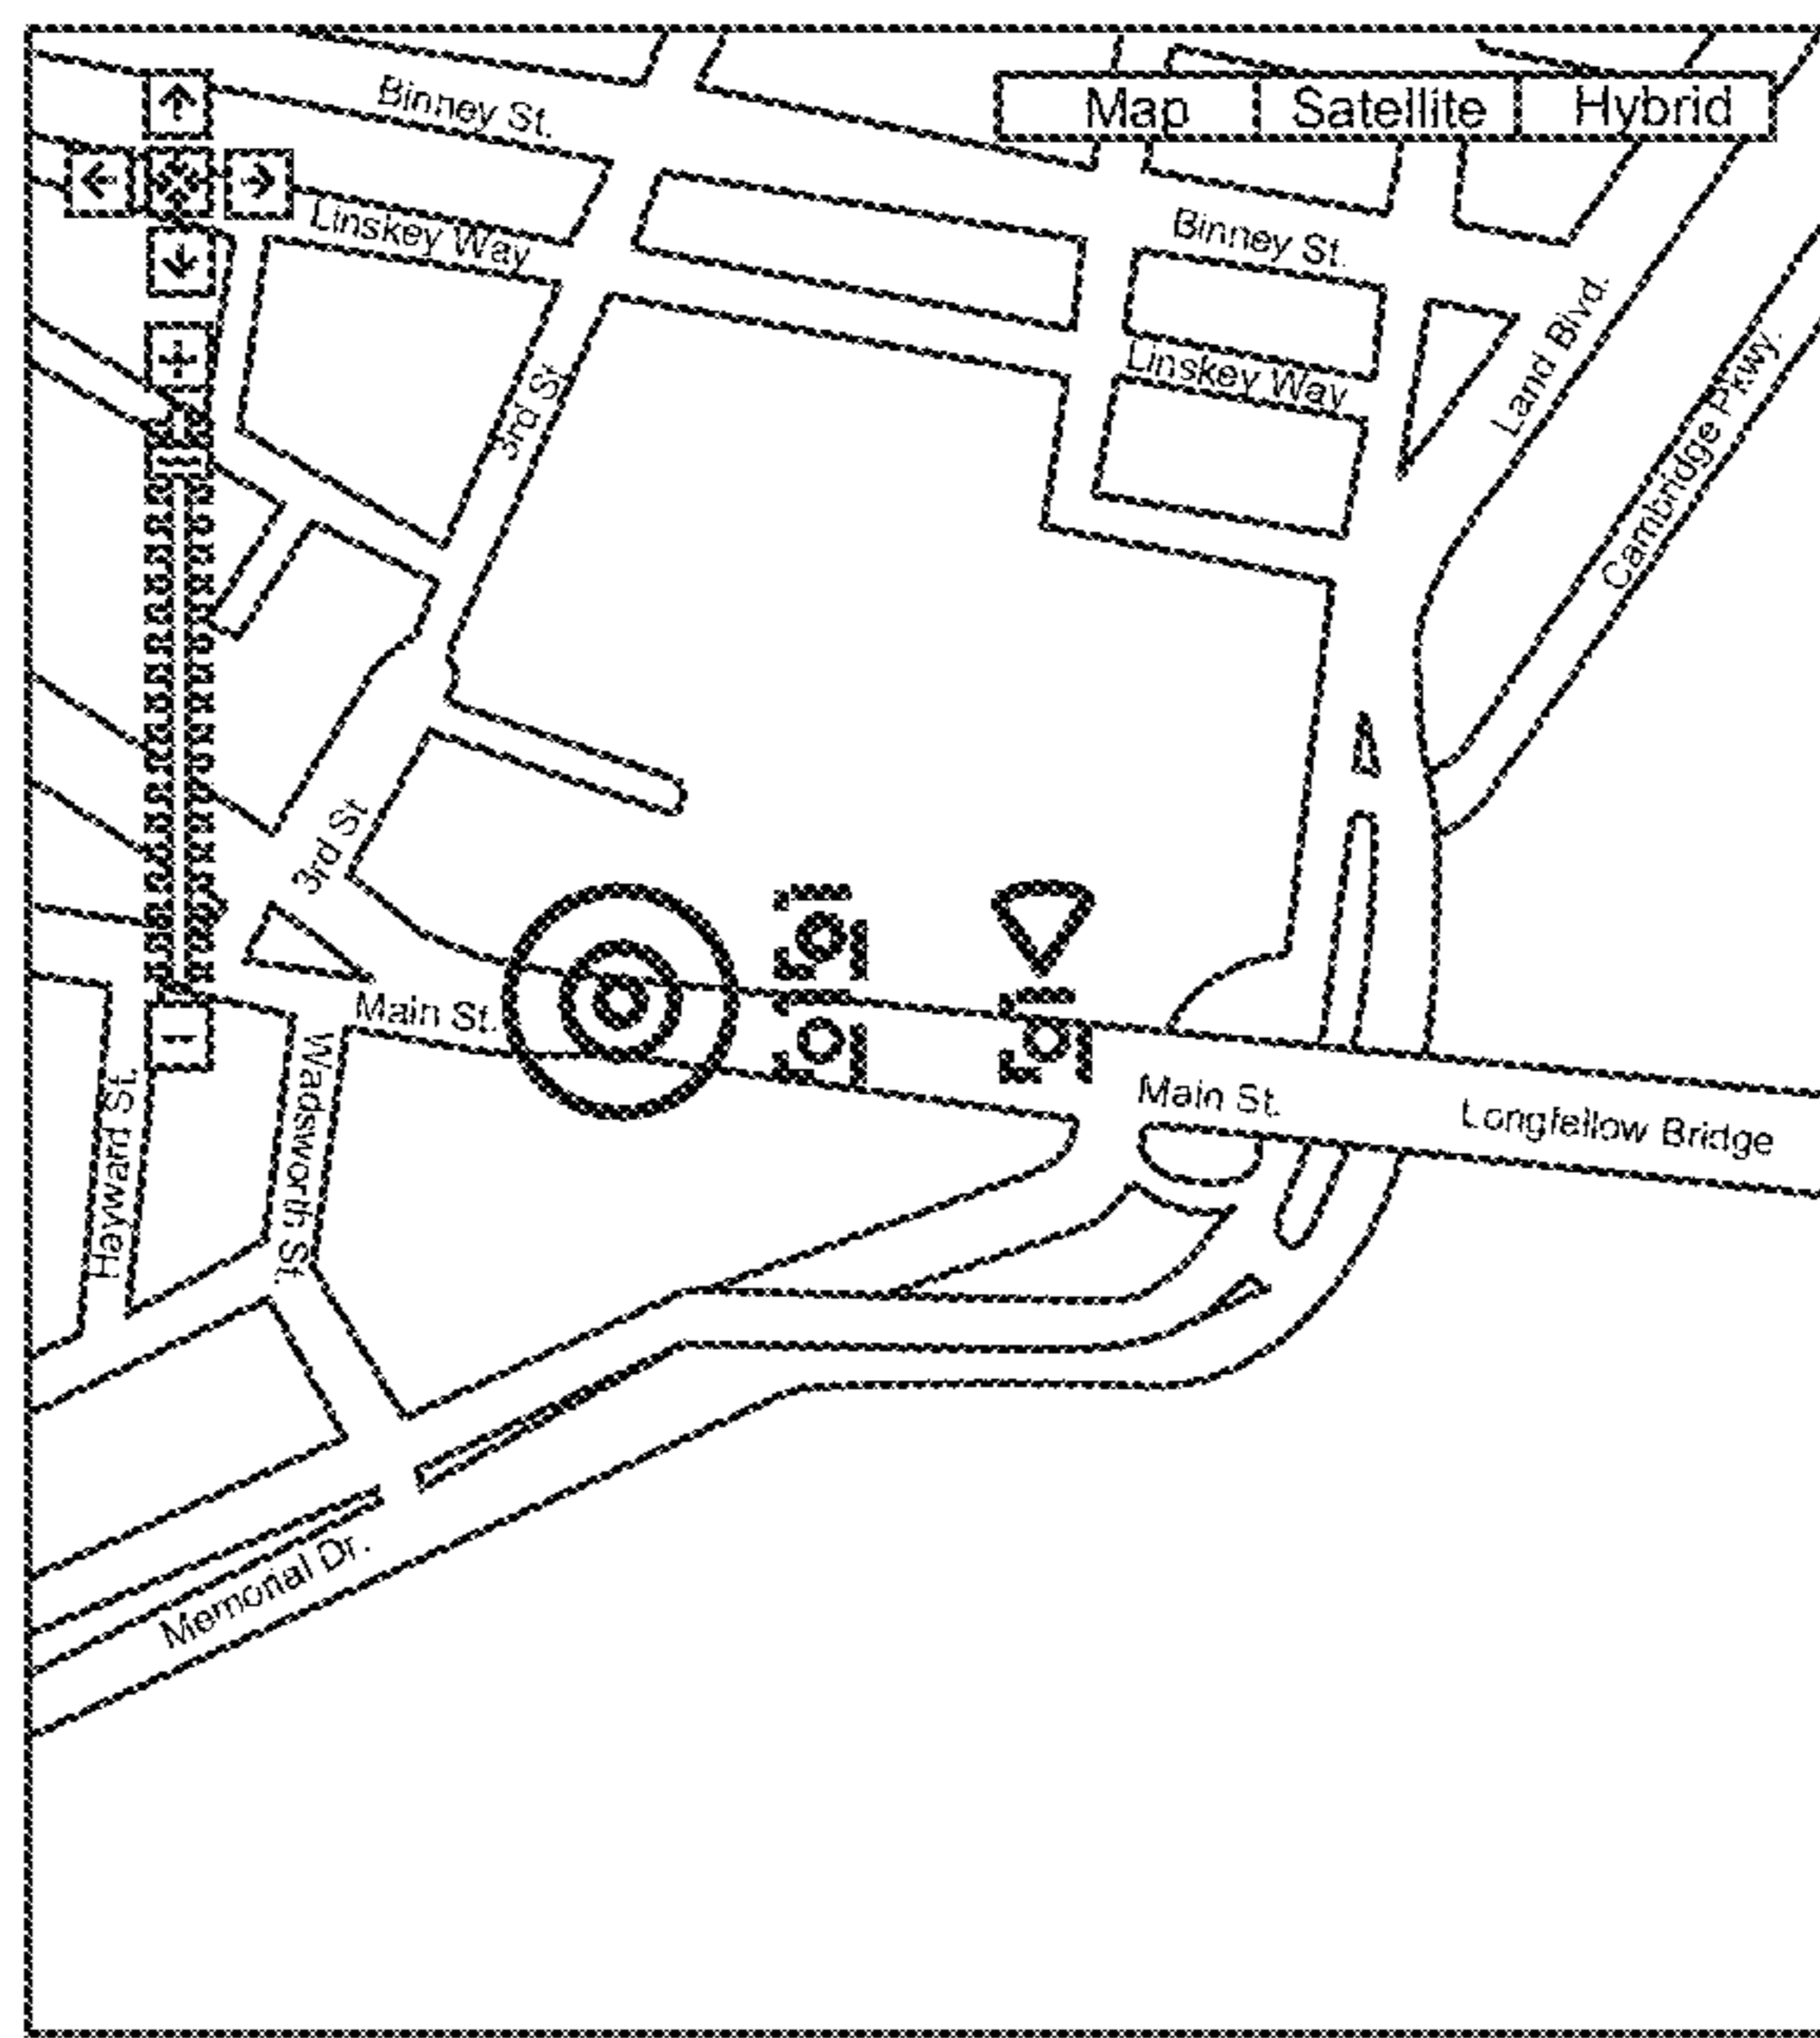 Binney St.
Map Satellite Hybrid
Linskey Way
Binney St.
Linskey Way
Land Blvd.
3rd St.
Cambridge Pkwy.
3rd St.
Main St.
Hayward St.
Wadsworth St.
Main St.
Longfellow Bridge
Memorial Dr.